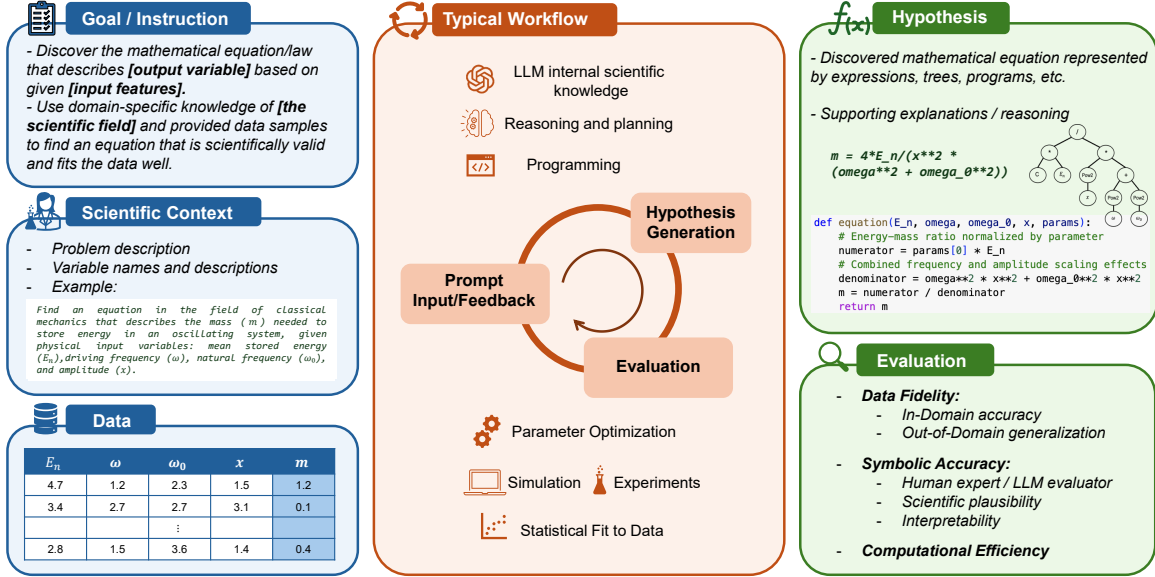 Goal / Instruction
- Discover the mathematical equation/law
that describes [output variable] based on
given [input features].
- Use domain-specific knowledge of [the
scientific field] and provided data samples
to find an equation that is scientifically valid
and fits the data well.
Scientific Context
- Problem description
- Variable names and descriptions
- Example:
Find an equation in the field of classical
mechanics that describes the mass (m) needed to
store energy in an oscillating system, given
physical input variables: mean stored energy
(Eₙ),driving frequency (ω), natural frequency (ω₀),
and amplitude (x).
Data
Eₙ ω ω₀ x m
4.7 1.2 2.3 1.5 1.2
3.4 2.7 2.7 3.1 0.1
⋮
2.8 1.5 3.6 1.4 0.4
Typical Workflow
LLM internal scientific
knowledge
Reasoning and planning
Programming
Hypothesis
Generation
Prompt
Input/Feedback
Evaluation
Parameter Optimization
Simulation Experiments
Statistical Fit to Data
f(x) Hypothesis
- Discovered mathematical equation represented
by expressions, trees, programs, etc.
- Supporting explanations / reasoning
m = 4*E_n/(x**2 *
(omega**2 + omega_0**2))
/
* *
C Eₙ Pow2 +
x Pow2 Pow2
ω ω₀
def equation(E_n, omega, omega_0, x, params):
# Energy-mass ratio normalized by parameter
numerator = params[0] * E_n
# Combined frequency and amplitude scaling effects
denominator = omega**2 * x**2 + omega_0**2 * x**2
m = numerator / denominator
return m
Evaluation
- Data Fidelity:
- In-Domain accuracy
- Out-of-Domain generalization
- Symbolic Accuracy:
- Human expert / LLM evaluator
- Scientific plausibility
- Interpretability
- Computational Efficiency